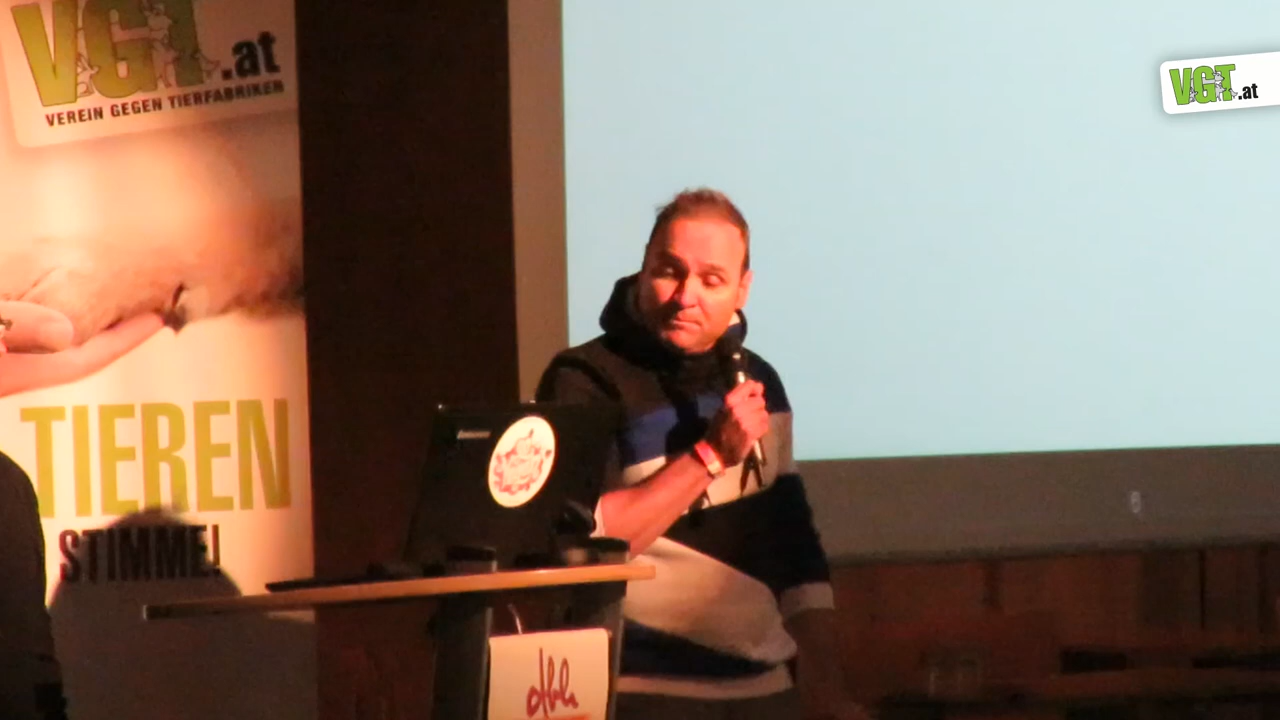 VGT.at
VEREIN GEGEN TIERFABRIKEN
TIEREN
STIMME!
VGT.at